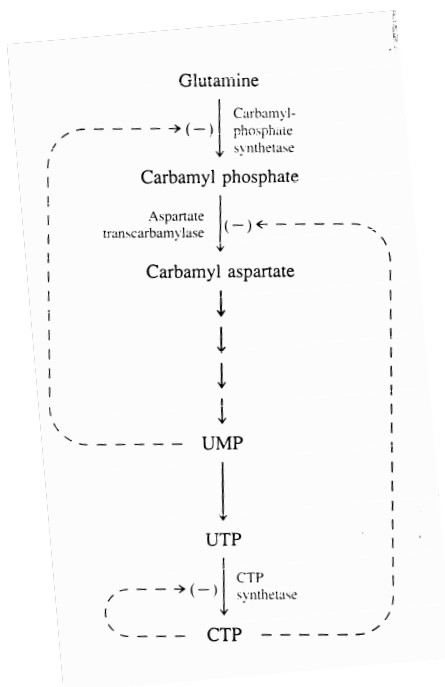 Glutamine
(−)
Carbamyl-
phosphate
synthetase
Carbamyl phosphate
Aspartate
transcarbamylase
(−)
Carbamyl aspartate
UMP
UTP
(−)
CTP
synthetase
CTP